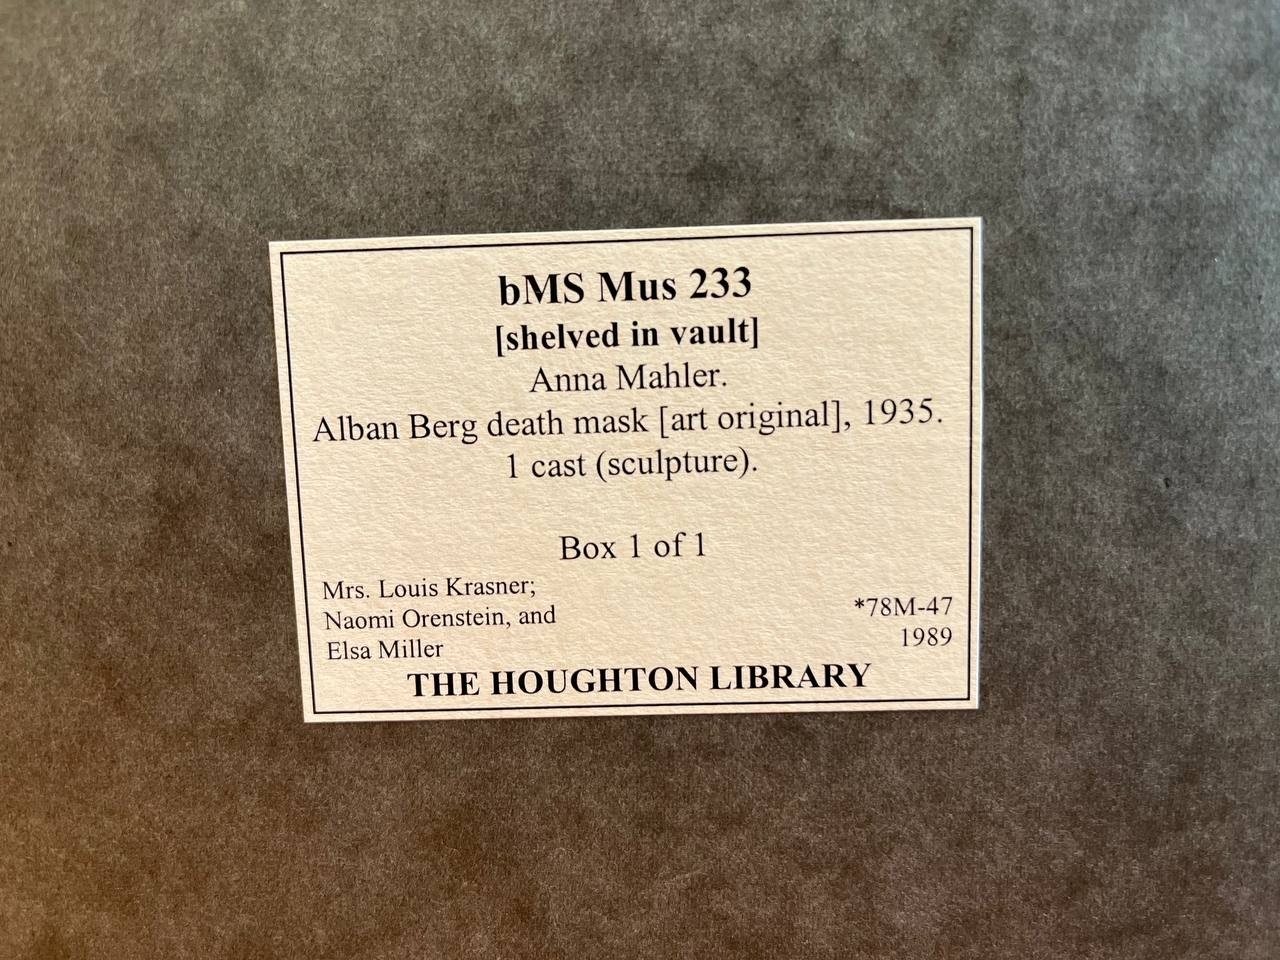 bMS Mus 233
[shelved in vault]
Anna Mahler.
Alban Berg death mask [art original], 1935.
1 cast (sculpture).
Box 1 of 1
Mrs. Louis Krasner;
Naomi Orenstein, and
Elsa Miller
*78M-47
1989
THE HOUGHTON LIBRARY